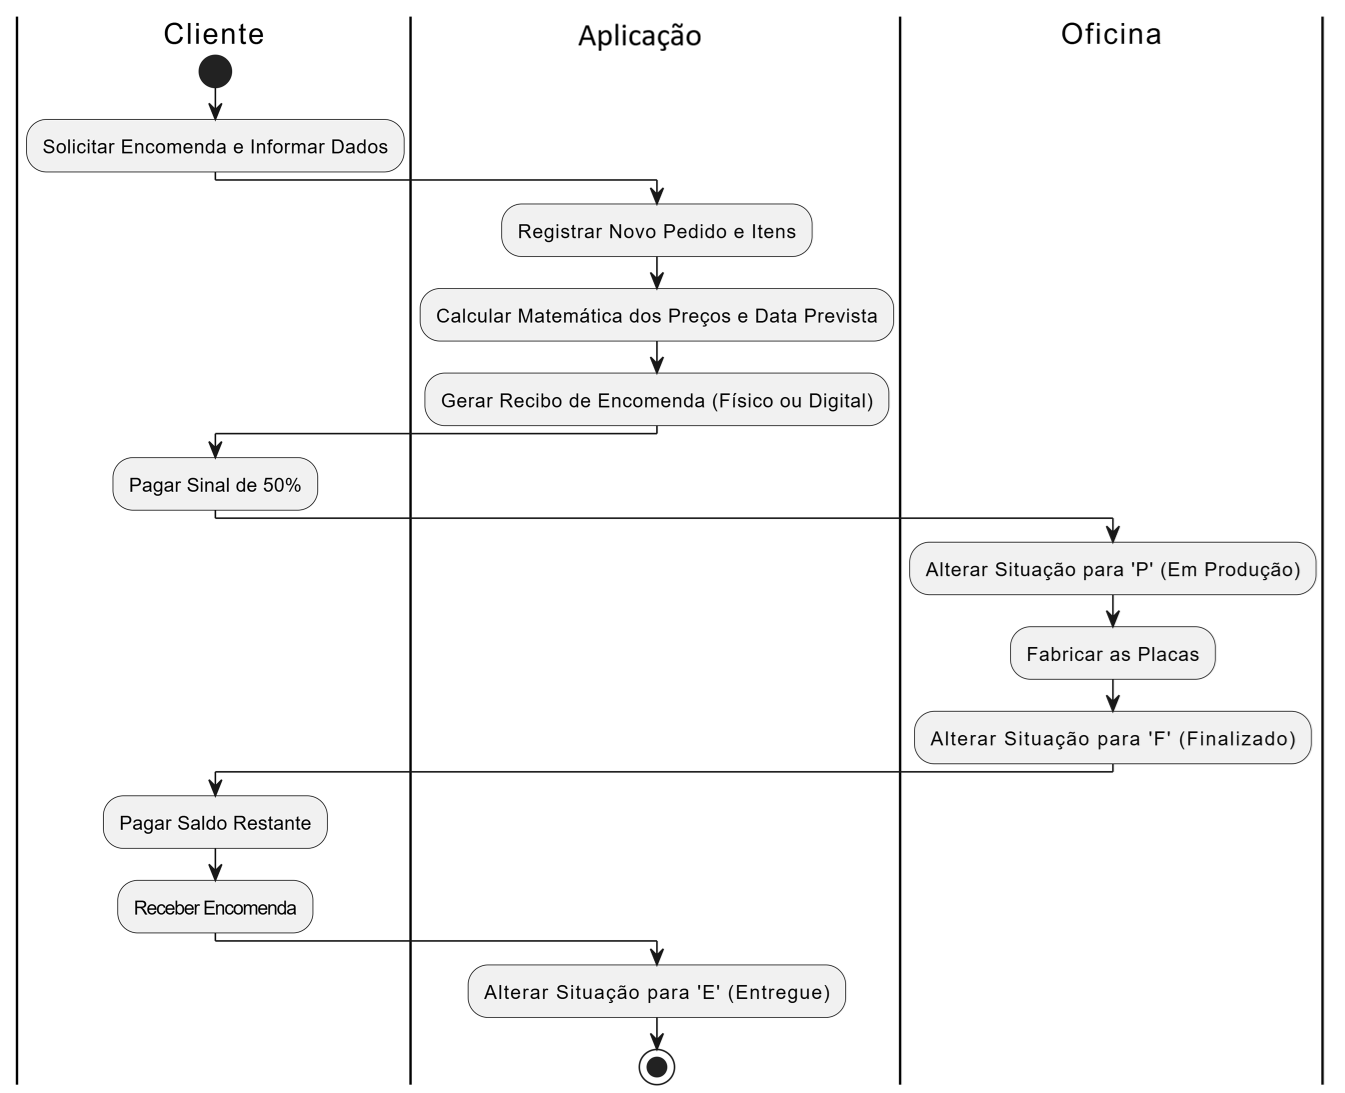 Cliente
Aplicação
Oficina
Solicitar Encomenda e Informar Dados
Registrar Novo Pedido e Itens
Calcular Matemática dos Preços e Data Prevista
Gerar Recibo de Encomenda (Físico ou Digital)
Pagar Sinal de 50%
Alterar Situação para 'P' (Em Produção)
Fabricar as Placas
Alterar Situação para 'F' (Finalizado)
Pagar Saldo Restante
Receber Encomenda
Alterar Situação para 'E' (Entregue)